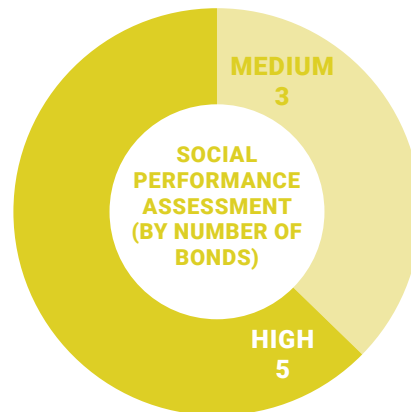 MEDIUM
3
SOCIAL
PERFORMANCE
ASSESSMENT
(BY NUMBER OF
BONDS)
HIGH
5